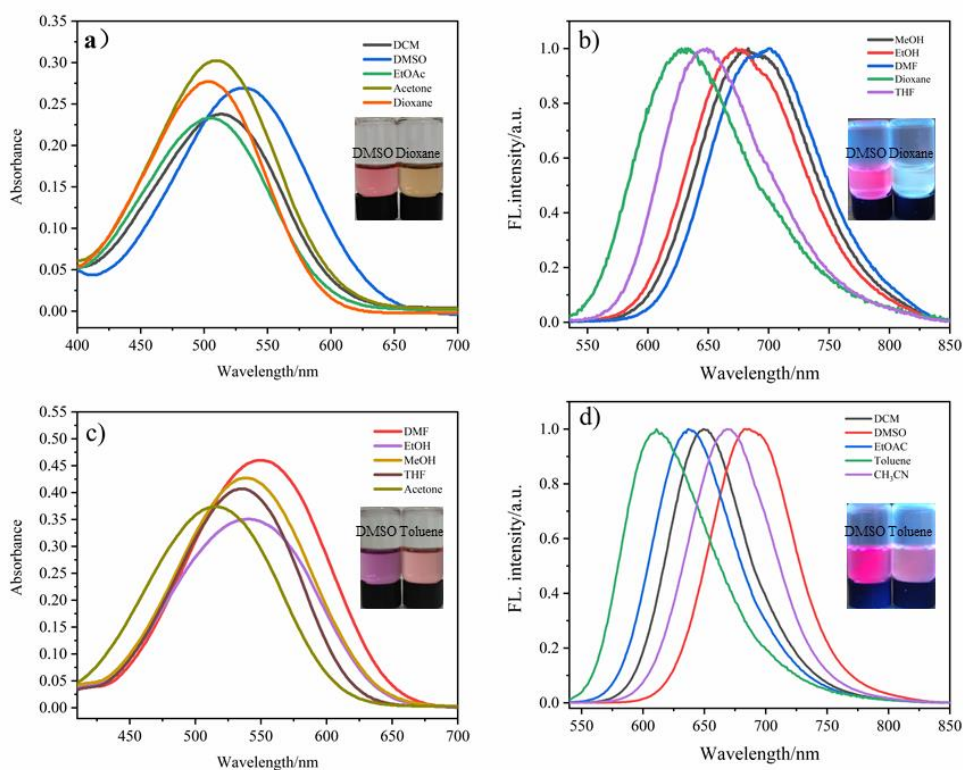 a)
0.35
0.30
0.25
0.20
0.15
0.10
0.05
0.00
Absorbance
400 450 500 550 600 650 700
Wavelength/nm
DCM
DMSO
EtOAc
Acetone
Dioxane
DMSO Dioxane
b)
1.0
0.8
0.6
0.4
0.2
0.0
FL.intensity/a.u.
550 600 650 700 750 800 850
Wavelength/nm
MeOH
EtOH
DMF
Dioxane
THF
DMSO Dioxane
c)
0.55
0.50
0.45
0.40
0.35
0.30
0.25
0.20
0.15
0.10
0.05
0.00
Absorbance
450 500 550 600 650 700
Wavelength/nm
DMF
EtOH
MeOH
THF
Acetone
DMSO Toluene
d)
1.0
0.8
0.6
0.4
0.2
0.0
FL. intensity/a.u.
550 600 650 700 750 800 850
Wavelength/nm
DCM
DMSO
EtOAC
Toluene
CH₃CN
DMSO Toluene